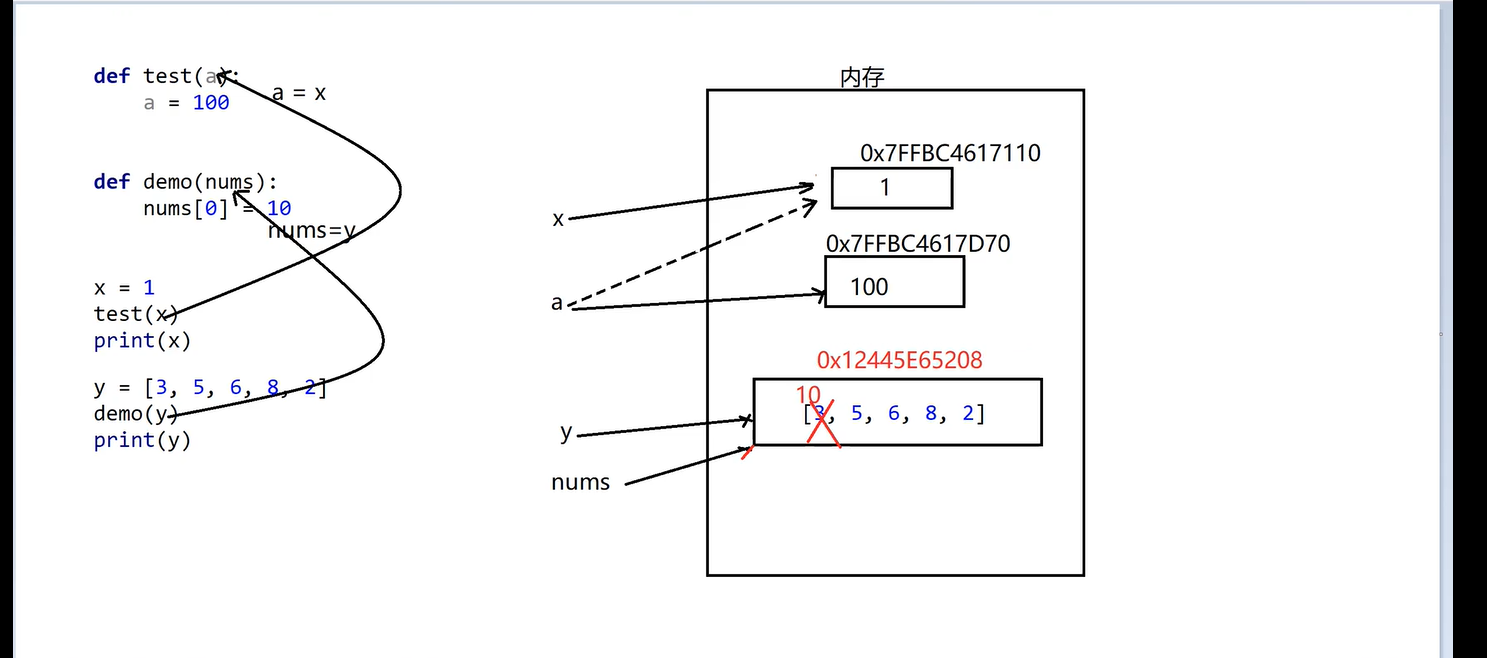 def test(a):
a = 100
a = x
def demo(nums):
nums[0] = 10
nums=y
x = 1
test(x)
print(x)
y = [3, 5, 6, 8, 2]
demo(y)
print(y)
内存
0x7FFBC4617110
1
x
0x7FFBC4617D70
100
a
0x12445E65208
10
[3, 5, 6, 8, 2]
y
nums